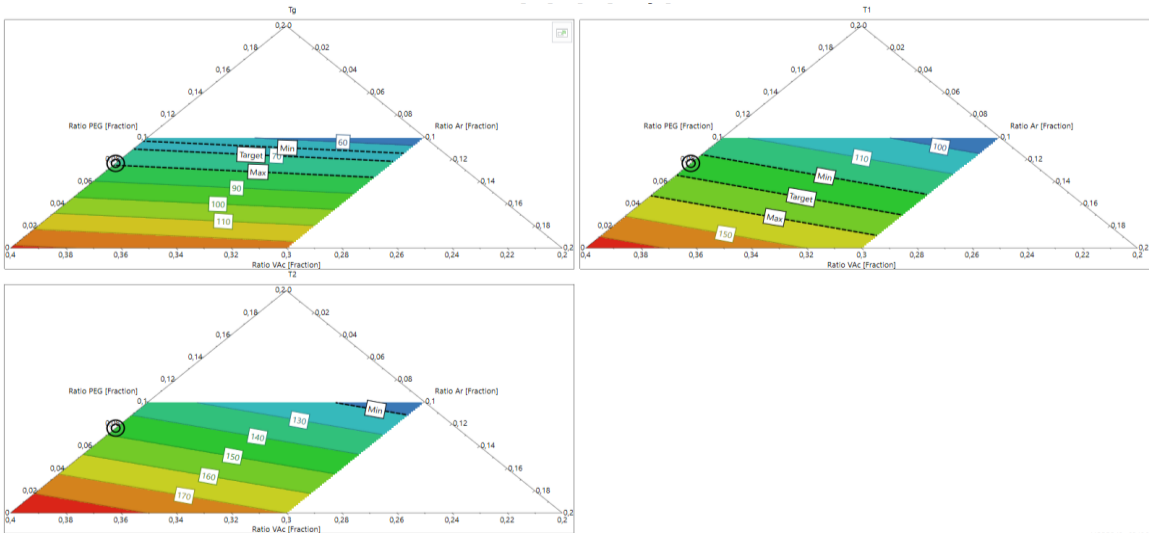 Tg
0,2 0
0,18 0,02
0,16 0,04
0,14 0,06
0,12 0,08
Ratio PEG [Fraction] Ratio Ar [Fraction]
0,1 60 0,1
Min
Target 70
0,12
Max
0,06 90 0,14
0,04 100 0,16
0,02 110 0,18
0 0,2
0,4 0,38 0,36 0,34 0,32 0,3 0,28 0,26 0,24 0,22 0,2
Ratio VAc [Fraction]
T1
0,2 0
0,18 0,02
0,16 0,04
0,14 0,06
0,12 0,08
Ratio PEG [Fraction] Ratio Ar [Fraction]
0,1 0,1
110 100
0,12
Min
0,06 0,14
Target
0,04 0,16
Max
0,02 150 0,18
0 0,2
0,4 0,38 0,36 0,34 0,32 0,3 0,28 0,26 0,24 0,22 0,2
Ratio VAc [Fraction]
T2
0,2 0
0,18 0,02
0,16 0,04
0,14 0,06
0,12 0,08
Ratio PEG [Fraction] Ratio Ar [Fraction]
0,1 Min 0,1
130 0,12
140
0,06 150 0,14
0,04 160 0,16
0,02 170 0,18
0 0,2
0,4 0,38 0,36 0,34 0,32 0,3 0,28 0,26 0,24 0,22 0,2
Ratio VAc [Fraction]